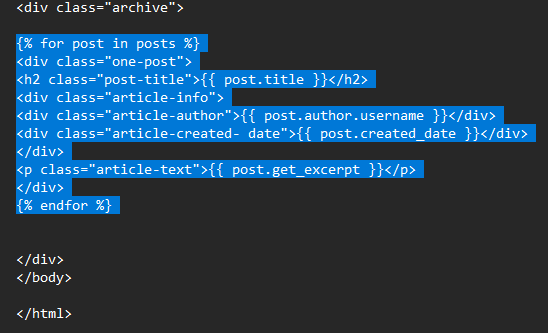 <div class="archive">
{% for post in posts %}
<div class="one-post">
<h2 class="post-title">{{ post.title }}</h2>
<div class="article-info">
<div class="article-author">{{ post.author.username }}</div>
<div class="article-created- date">{{ post.created_date }}</div>
</div>
<p class="article-text">{{ post.get_excerpt }}</p>
</div>
{% endfor %}
</div>
</body>
</html>